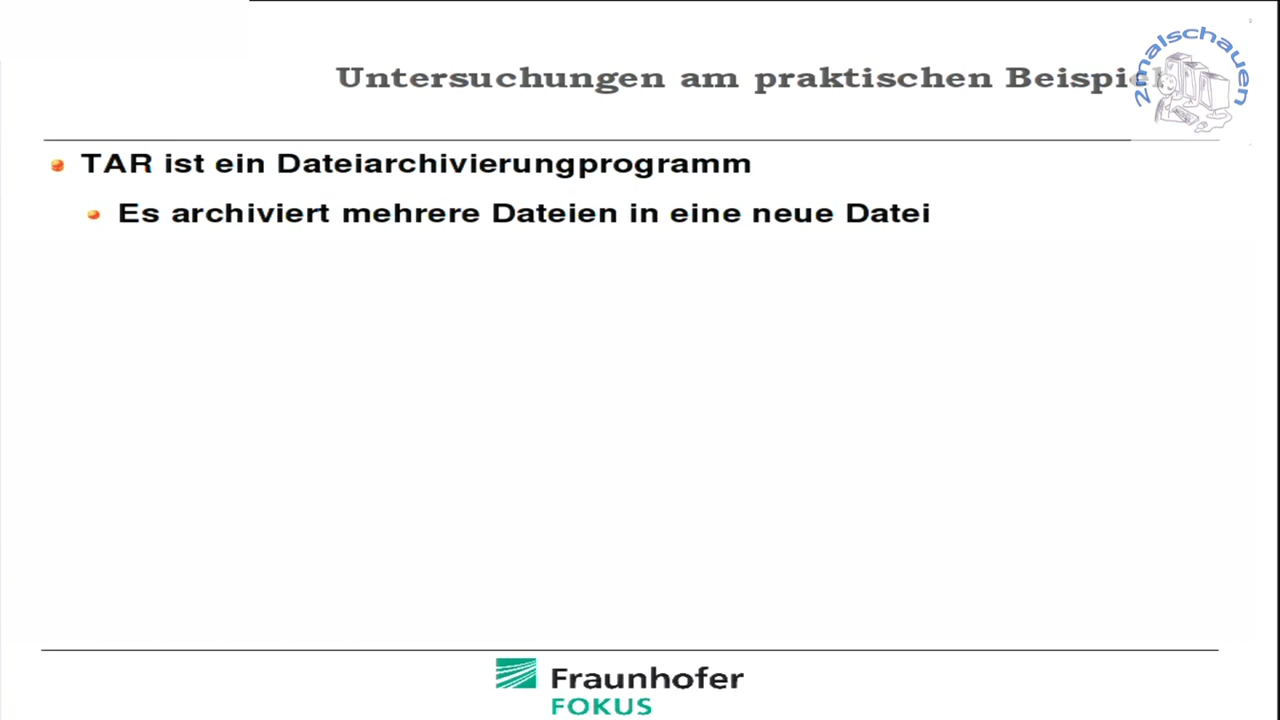 Untersuchungen am praktischen Beispiel
2malschauen
TAR ist ein Dateiarchivierungprogramm
Es archiviert mehrere Dateien in eine neue Datei
Fraunhofer
FOKUS